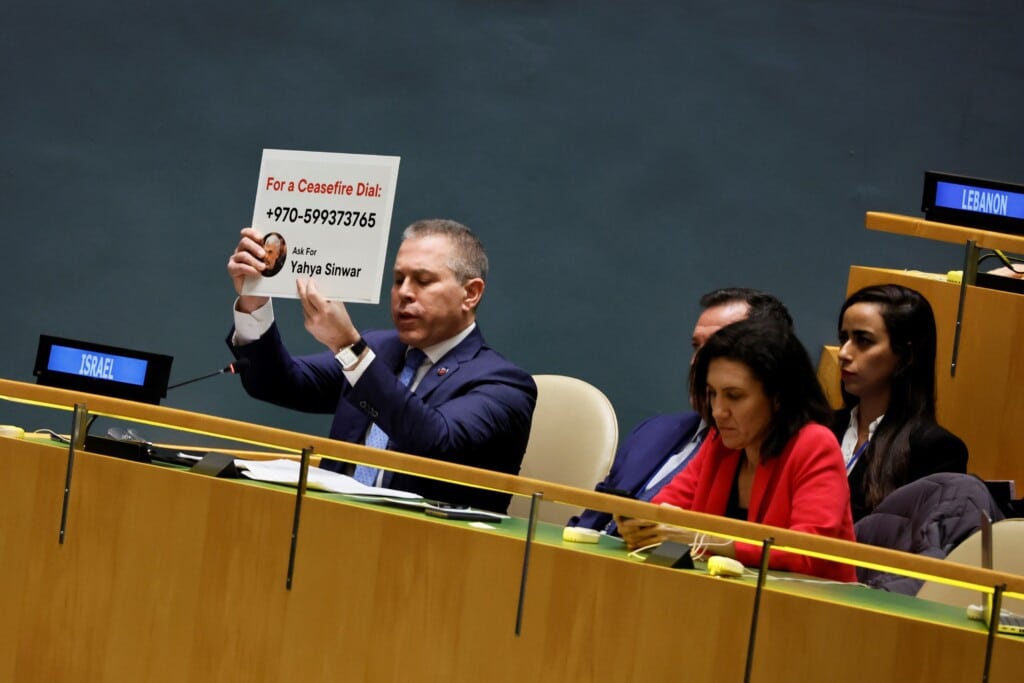 For a Ceasefire Dial:
+970-599373765
Ask For
Yahya Sinwar
ISRAEL
LEBANON